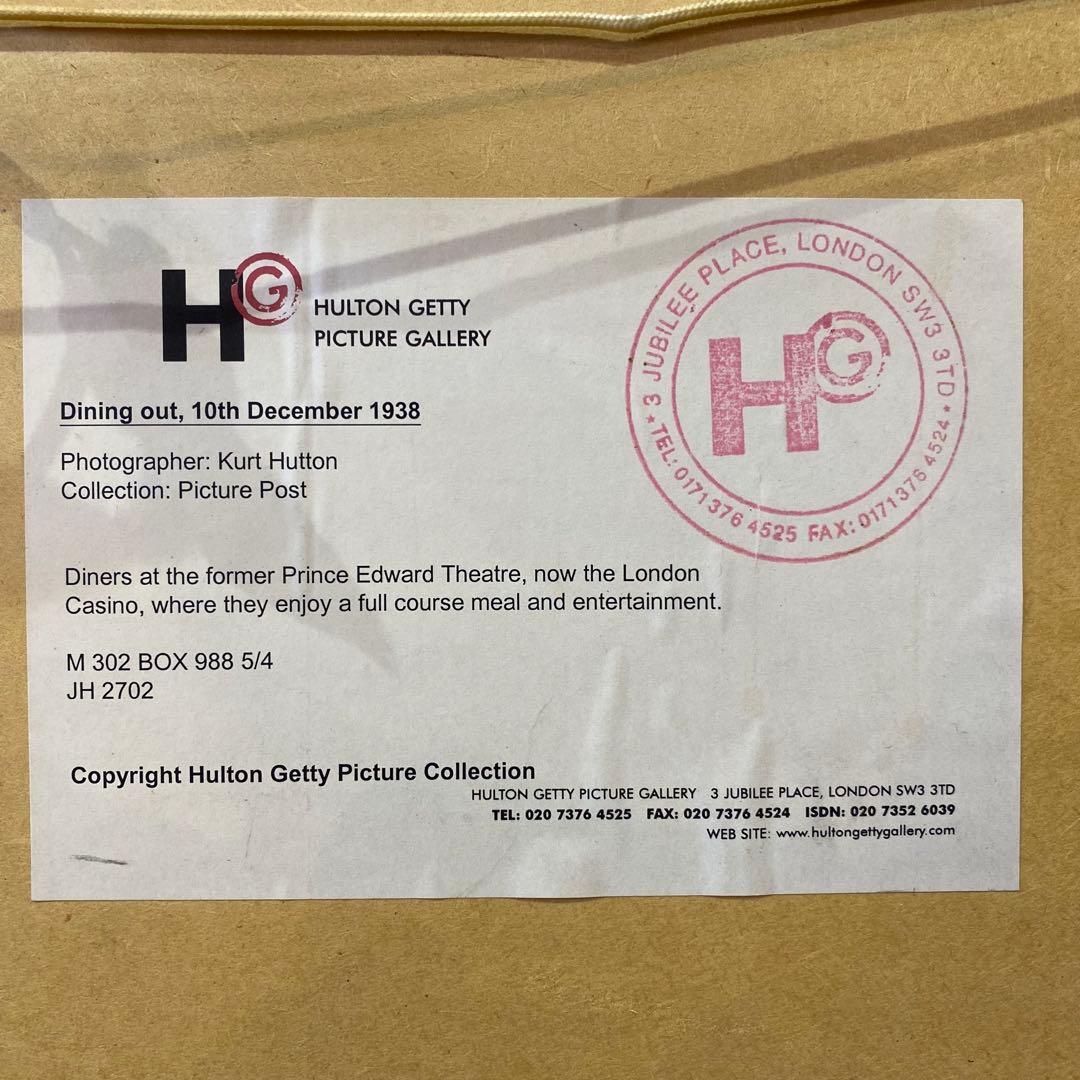 HG
HULTON GETTY
PICTURE GALLERY
Dining out, 10th December 1938
Photographer: Kurt Hutton
Collection: Picture Post
Diners at the former Prince Edward Theatre, now the London
Casino, where they enjoy a full course meal and entertainment.
M 302 BOX 988 5/4
JH 2702
Copyright Hulton Getty Picture Collection
HULTON GETTY PICTURE GALLERY 3 JUBILEE PLACE, LONDON SW3 3TD
TEL: 020 7376 4525 FAX: 020 7376 4524 ISDN: 020 7352 6039
WEB SITE: www.hultongettygallery.com
★ 3 JUBILEE PLACE, LONDON SW3 3TD ★
HG
TEL: 0171 376 4525 FAX: 0171 376 4524